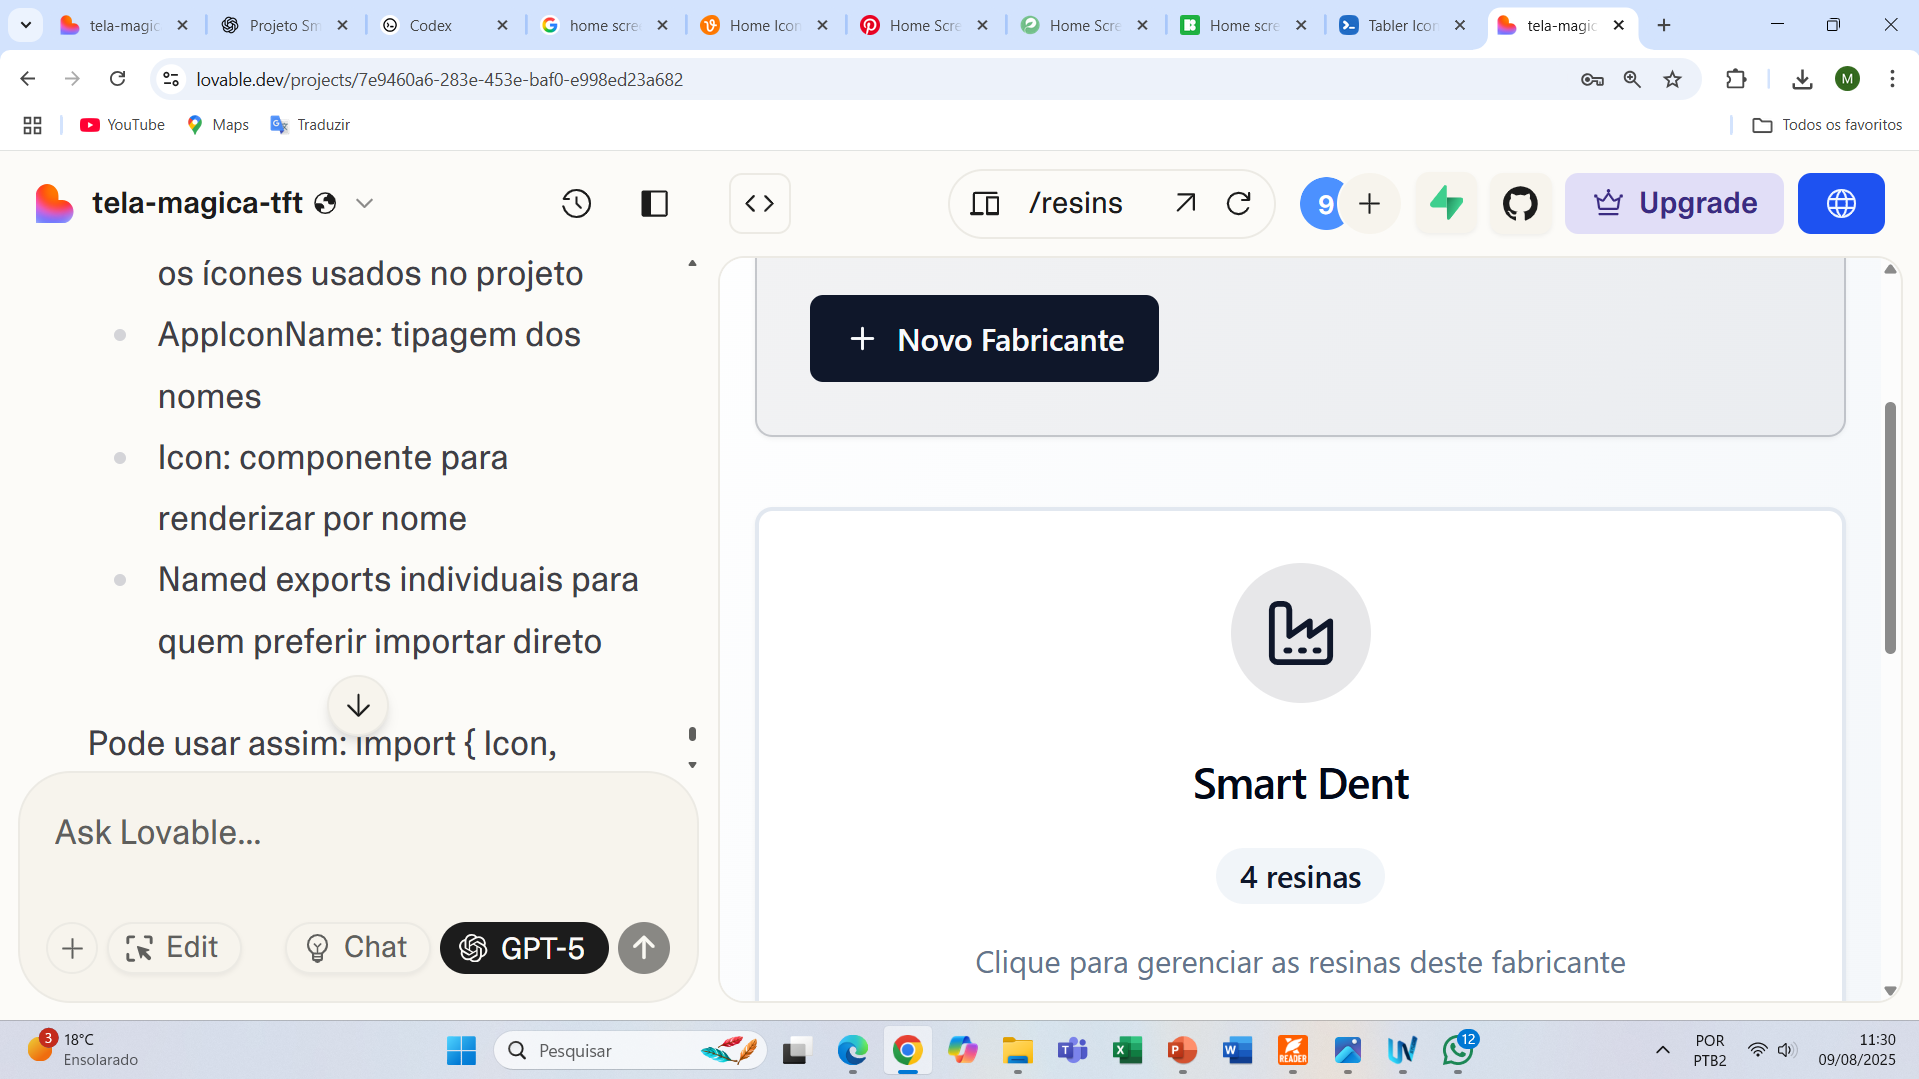 tela-magic
Projeto Sm
Codex
home scre
Home Icon
Home Scre
Home Scre
Home scre
Tabler Icon
tela-magic
lovable.dev/projects/7e9460a6-283e-453e-baf0-e998ed23a682
M
YouTube
Maps
Traduzir
Todos os favoritos
tela-magica-tft
/resins
9
Upgrade
os ícones usados no projeto
AppIconName: tipagem dos
nomes
Icon: componente para
renderizar por nome
Named exports individuais para
quem preferir importar direto
Pode usar assim: import { Icon,
Ask Lovable...
Edit
Chat
GPT-5
Novo Fabricante
Smart Dent
4 resinas
Clique para gerenciar as resinas deste fabricante
3
18°C
Ensolarado
Pesquisar
READER
12
POR
PTB2
11:30
09/08/2025